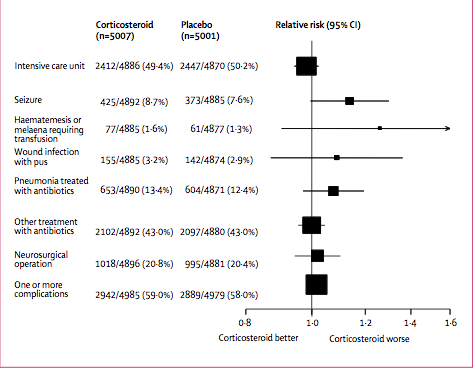 Corticosteroid Placebo Relative risk (95% CI)
(n=5007) (n=5001)
Intensive care unit 2412/4886 (49·4%) 2447/4870 (50·2%)
Seizure 425/4892 (8·7%) 373/4885 (7·6%)
Haematemesis or
melaena requiring 77/4885 (1·6%) 61/4877 (1·3%)
transfusion
Wound infection 155/4885 (3·2%) 142/4874 (2·9%)
with pus
Pneumonia treated 653/4890 (13·4%) 604/4871 (12·4%)
with antibiotics
Other treatment
with antibiotics 2102/4892 (43·0%) 2097/4880 (43·0%)
Neurosurgical
operation 1018/4896 (20·8%) 995/4881 (20·4%)
One or more
complications 2942/4985 (59·0%) 2889/4979 (58·0%)
0·8 1·0 1·2 1·4 1·6
Corticosteroid better Corticosteroid worse